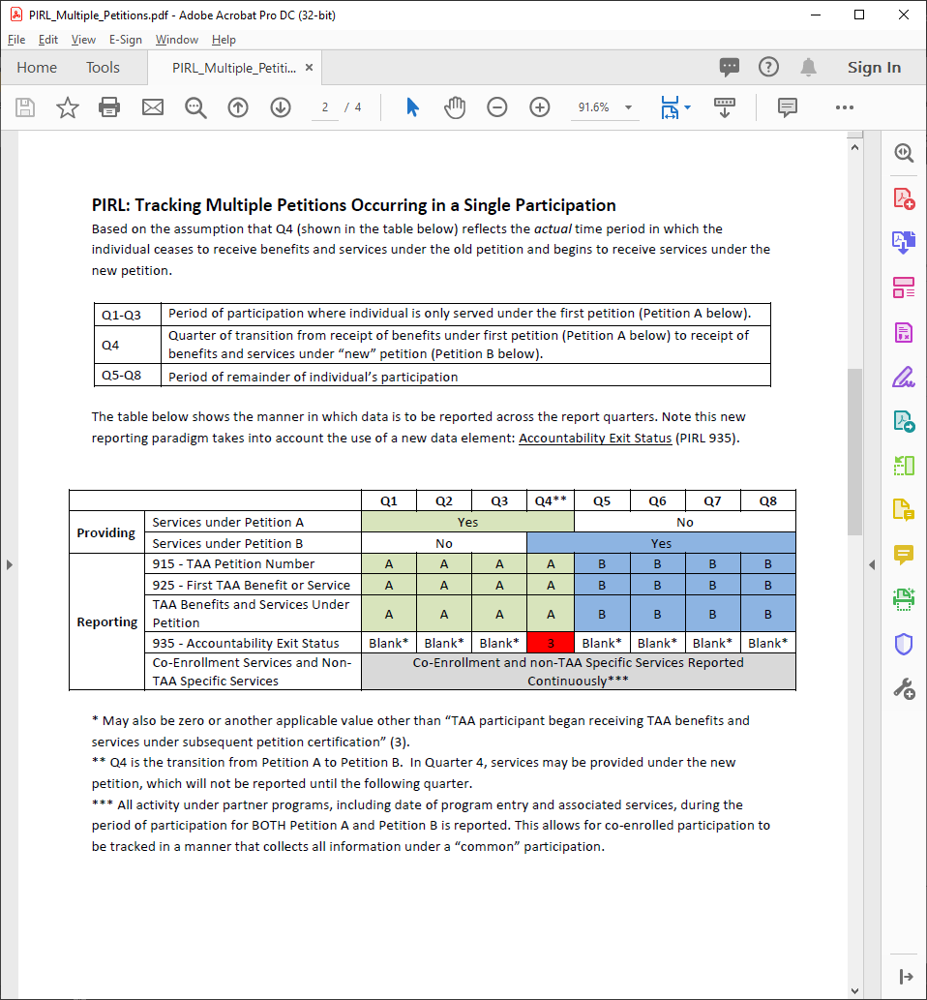 PIRL_Multiple_Petitions.pdf - Adobe Acrobat Pro DC (32-bit)
File Edit View E-Sign Window Help
Home Tools PIRL_Multiple_Petiti... × Sign In
2 / 4 91.6%
PIRL: Tracking Multiple Petitions Occurring in a Single Participation
Based on the assumption that Q4 (shown in the table below) reflects the actual time period in which the
individual ceases to receive benefits and services under the old petition and begins to receive services under the
new petition.
Q1-Q3 Period of participation where individual is only served under the first petition (Petition A below).
Q4 Quarter of transition from receipt of benefits under first petition (Petition A below) to receipt of
benefits and services under “new” petition (Petition B below).
Q5-Q8 Period of remainder of individual’s participation
The table below shows the manner in which data is to be reported across the report quarters. Note this new
reporting paradigm takes into account the use of a new data element: Accountability Exit Status (PIRL 935).
Q1 Q2 Q3 Q4** Q5 Q6 Q7 Q8
Providing
Services under Petition A Yes No
Services under Petition B No Yes
Reporting
915 - TAA Petition Number A A A A B B B B
925 - First TAA Benefit or Service A A A A B B B B
TAA Benefits and Services Under
Petition A A A A B B B B
935 - Accountability Exit Status Blank* Blank* Blank* 3 Blank* Blank* Blank* Blank*
Co-Enrollment Services and Non-
TAA Specific Services
Co-Enrollment and non-TAA Specific Services Reported
Continuously***
* May also be zero or another applicable value other than “TAA participant began receiving TAA benefits and
services under subsequent petition certification” (3).
** Q4 is the transition from Petition A to Petition B. In Quarter 4, services may be provided under the new
petition, which will not be reported until the following quarter.
*** All activity under partner programs, including date of program entry and associated services, during the
period of participation for BOTH Petition A and Petition B is reported. This allows for co-enrolled participation to
be tracked in a manner that collects all information under a “common” participation.